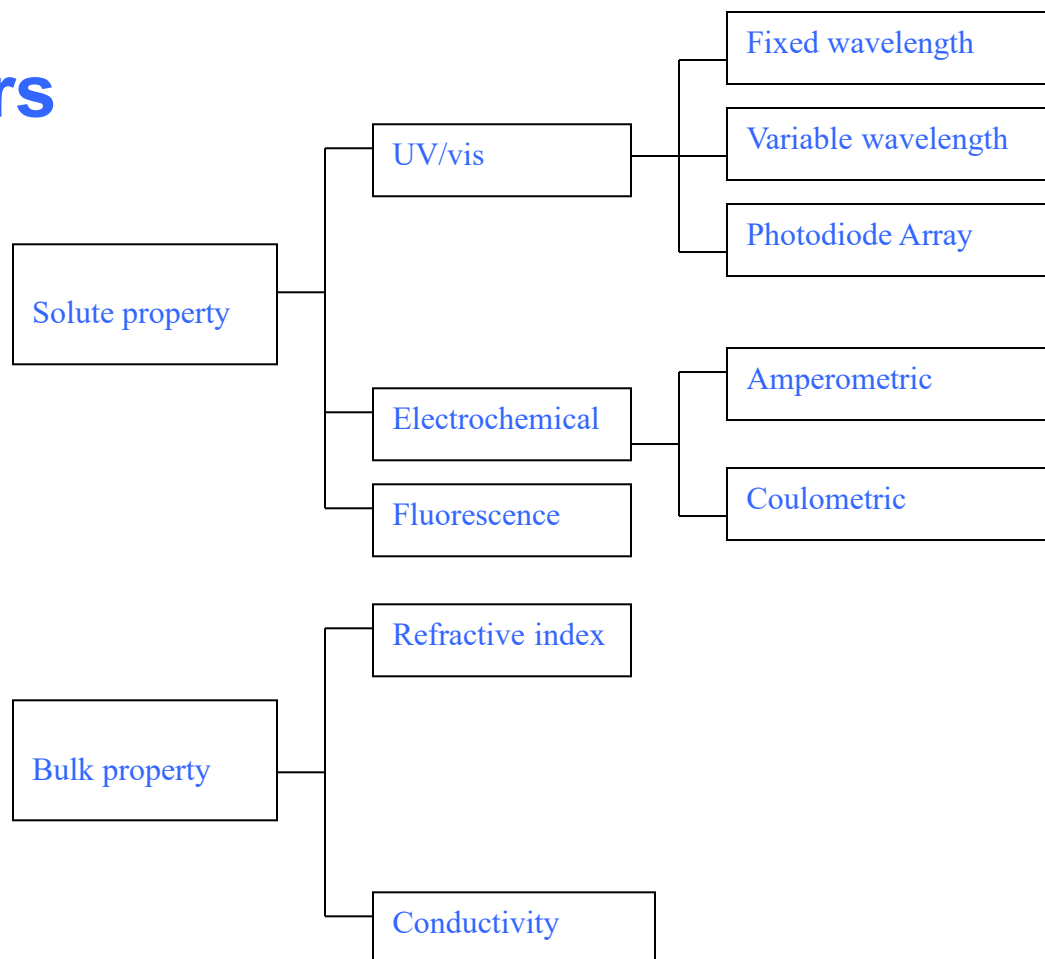 rs
Fixed wavelength
UV/vis
Variable wavelength
Photodiode Array
Solute property
Electrochemical
Amperometric
Coulometric
Fluorescence
Refractive index
Bulk property
Conductivity